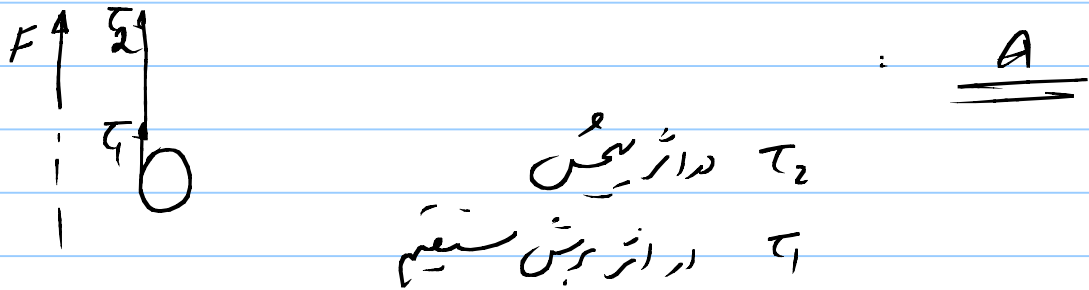 A :
F τ2
τ1
τ2 در اثر پیچش
τ1 در اثر برش مستقیم